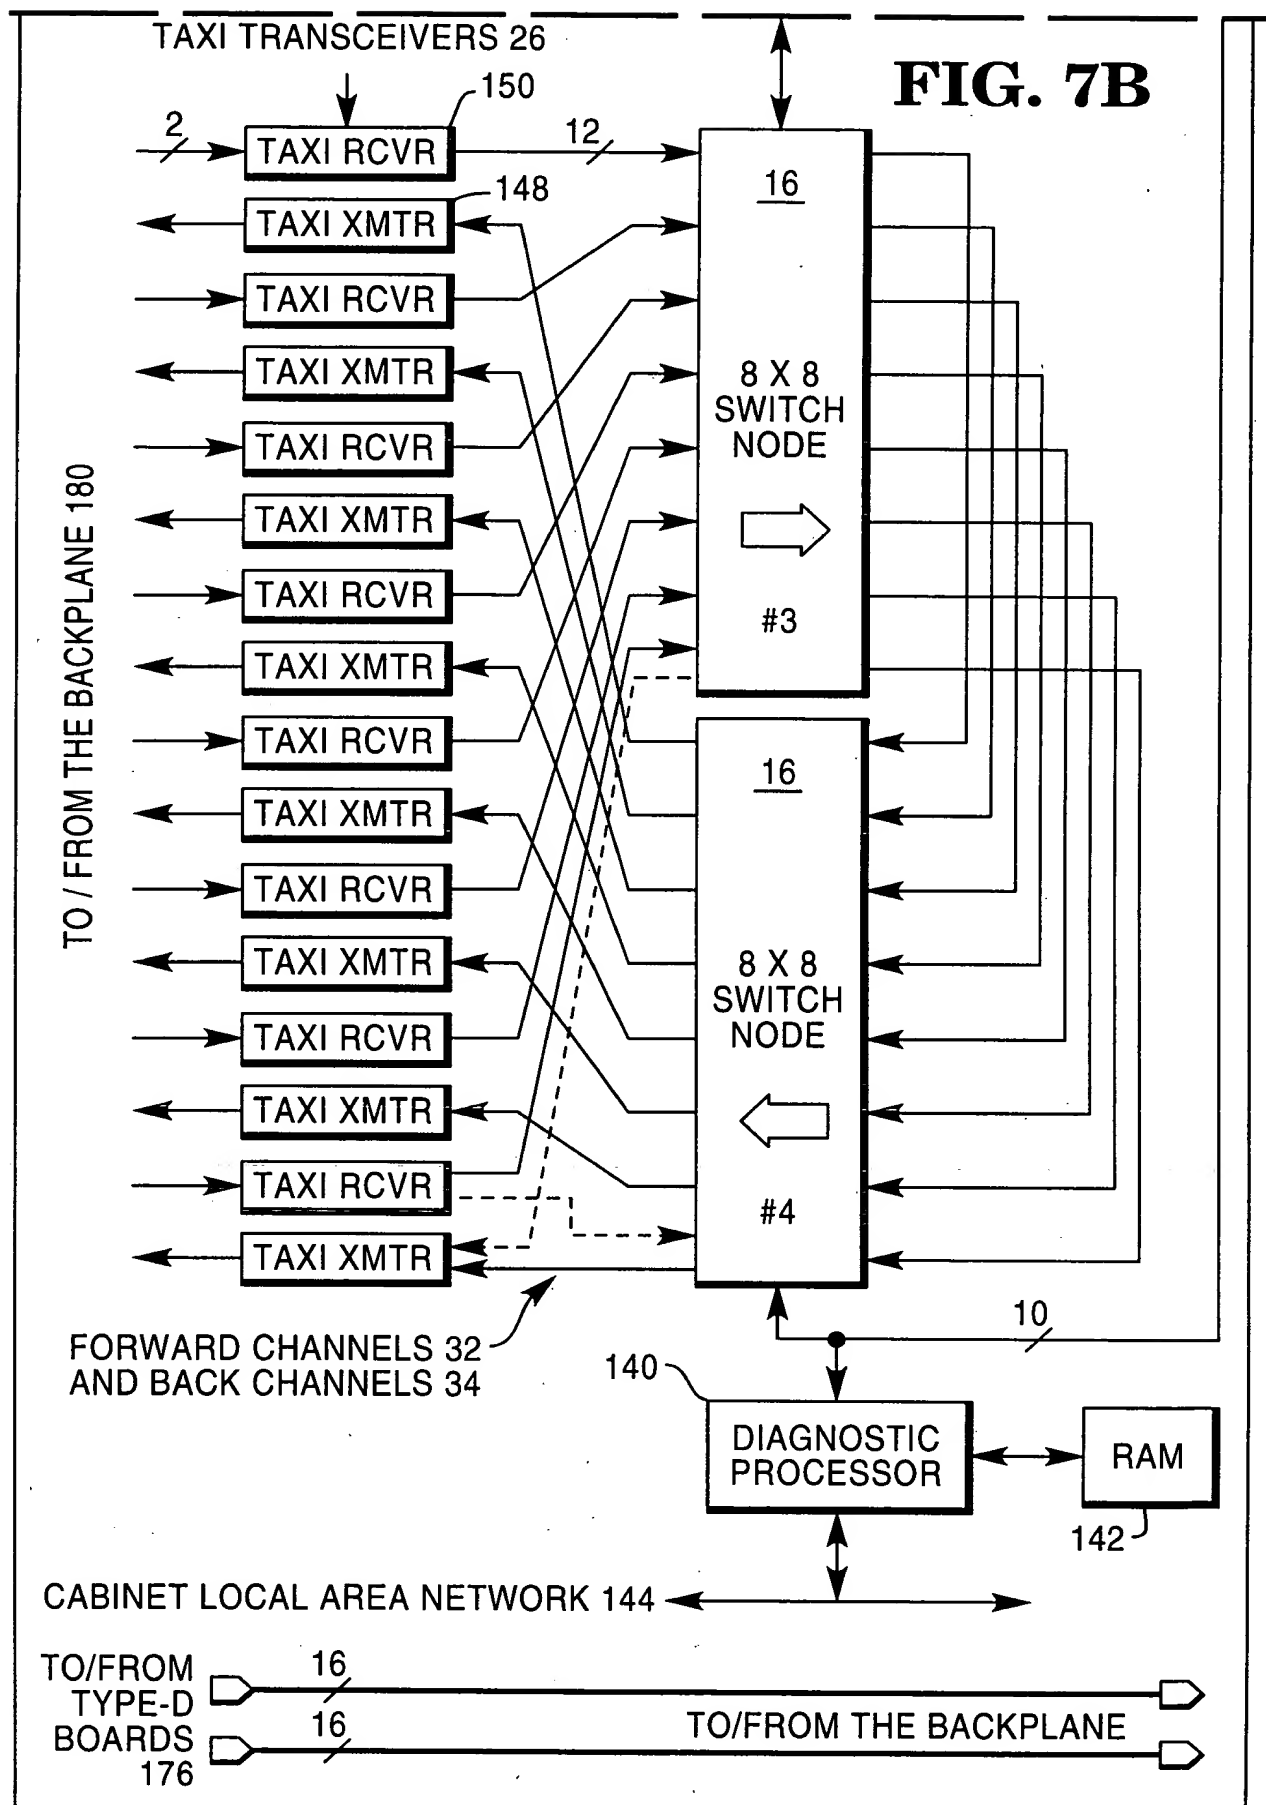 TAXI TRANSCEIVERS 26
FIG. 7B
150
2
TAXI RCVR
12
148
TAXI XMTR
TAXI RCVR
TAXI XMTR
TAXI RCVR
TAXI XMTR
TAXI RCVR
TAXI XMTR
TAXI RCVR
TAXI XMTR
TAXI RCVR
TAXI XMTR
TAXI RCVR
TAXI XMTR
TAXI RCVR
TAXI XMTR
TO / FROM THE BACKPLANE 180
16
8 X 8
SWITCH
NODE
#3
16
8 X 8
SWITCH
NODE
#4
FORWARD CHANNELS 32
AND BACK CHANNELS 34
10
140
DIAGNOSTIC
PROCESSOR
RAM
142
CABINET LOCAL AREA NETWORK 144
TO/FROM
TYPE-D
BOARDS
176
16
16
TO/FROM THE BACKPLANE